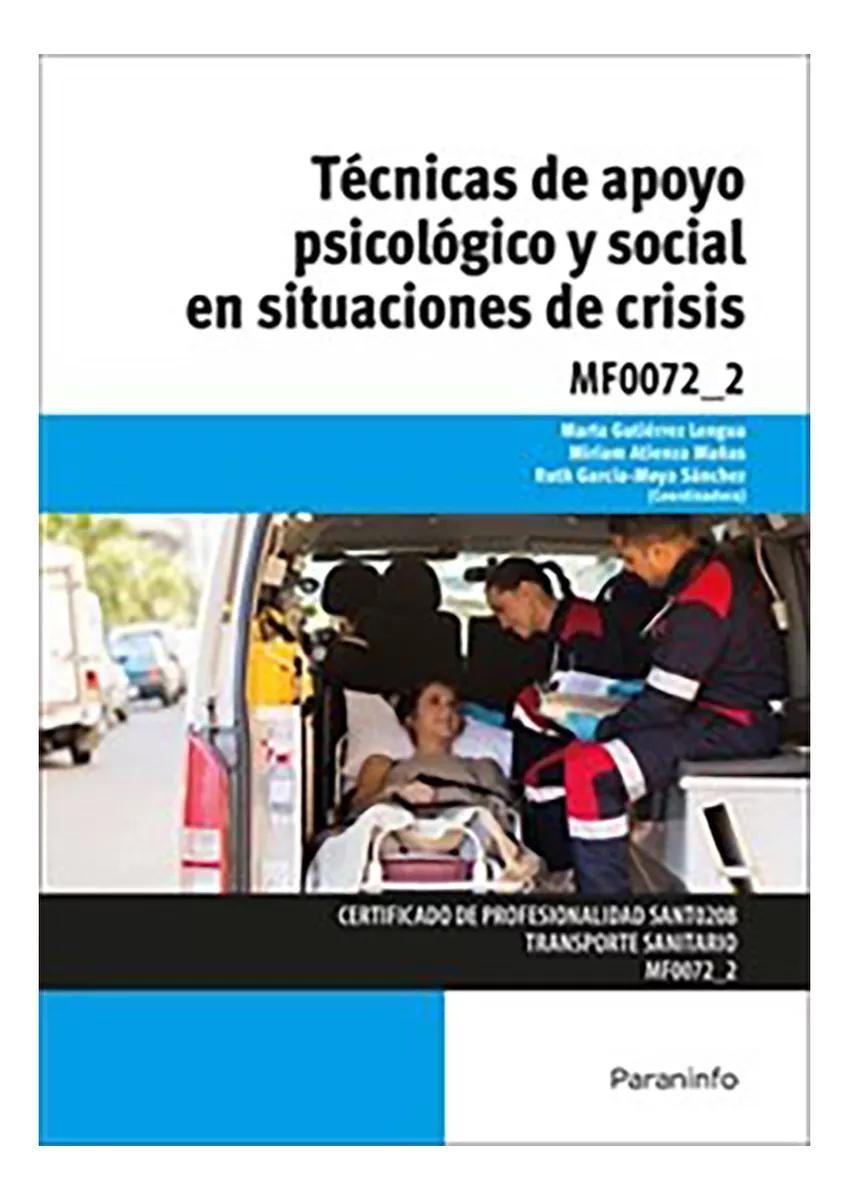 Técnicas de apoyo
psicológico y social
en situaciones de crisis
MF0072_2
Marta Gutiérrez Lengua
Miriam Atienza Mañas
Ruth García-Moya Sánchez
(Coordinadora)
CERTIFICADO DE PROFESIONALIDAD SANT0208
TRANSPORTE SANITARIO
MF0072_2
Paraninfo